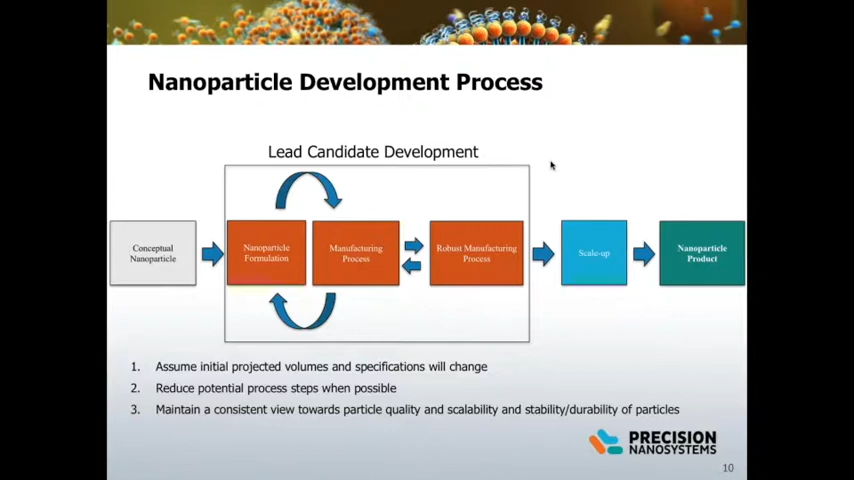 Nanoparticle Development Process
Lead Candidate Development
Conceptual
Nanoparticle
Nanoparticle
Formulation
Manufacturing
Process
Robust Manufacturing
Process
Scale-up
Nanoparticle
Product
1. Assume initial projected volumes and specifications will change
2. Reduce potential process steps when possible
3. Maintain a consistent view towards particle quality and scalability and stability/durability of particles
PRECISION
NANOSYSTEMS
10